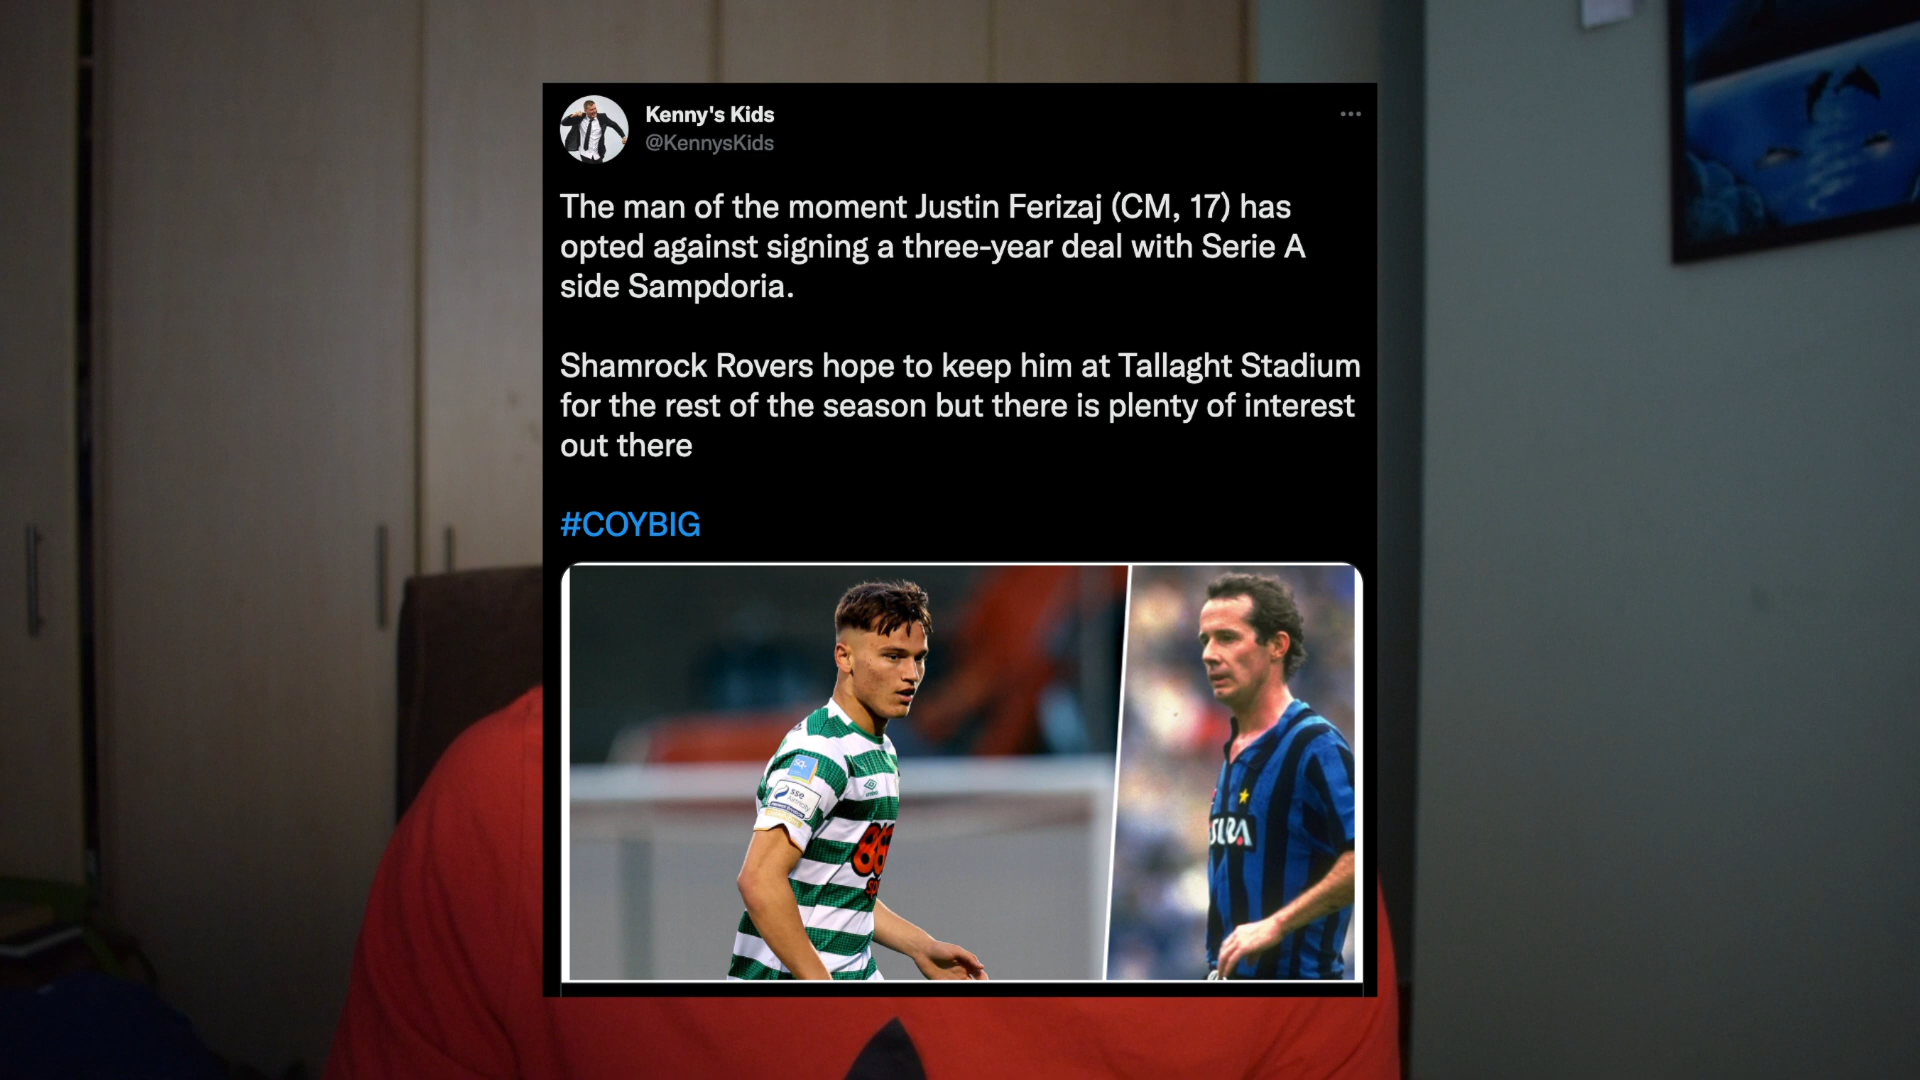 Kenny's Kids
@KennysKids
The man of the moment Justin Ferizaj (CM, 17) has
opted against signing a three-year deal with Serie A
side Sampdoria.
Shamrock Rovers hope to keep him at Tallaght Stadium
for the rest of the season but there is plenty of interest
out there
#COYBIG
sse
Airtricity